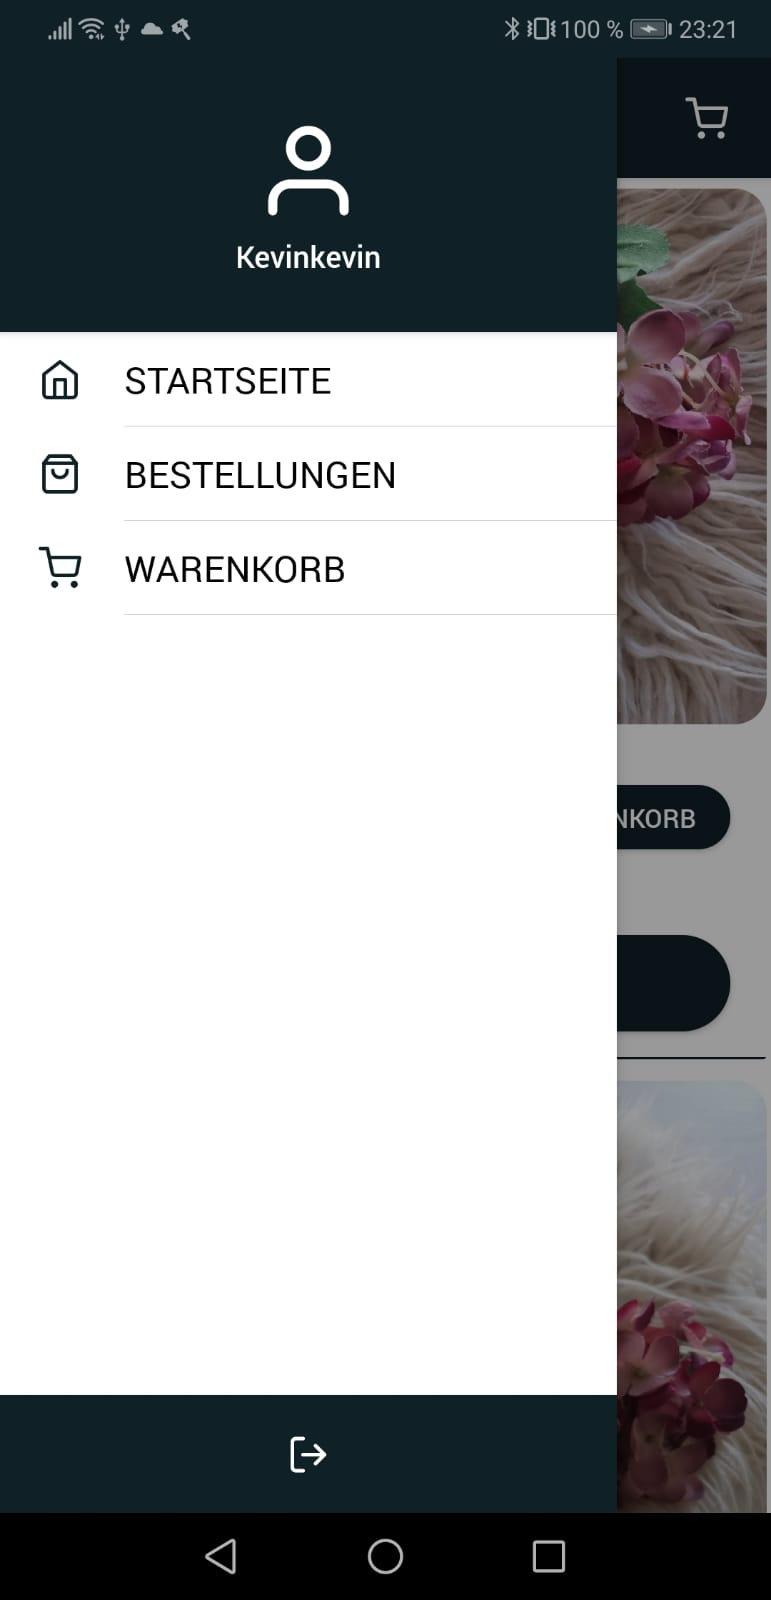 100 % 23:21
Kevinkevin
STARTSEITE
BESTELLUNGEN
WARENKORB
NKORB